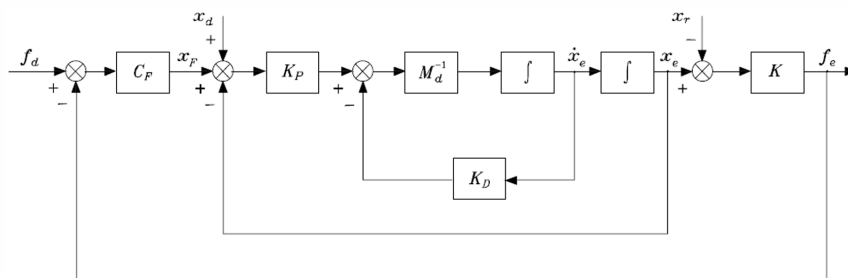 x_d x_r
+ −
f_d x_F ẋ_e x_e f_e
C_F K_P M_d^{-1} ∫ ∫ K
+ + + +
− − −
K_D